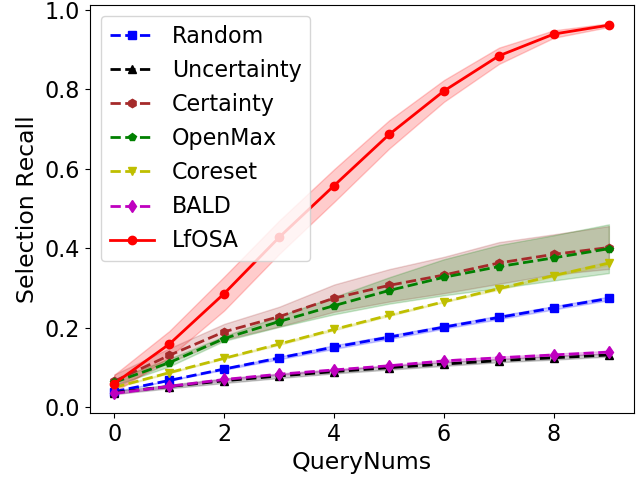 1.0
0.8
0.6
0.4
0.2
0.0
Selection Recall
Random
Uncertainty
Certainty
OpenMax
Coreset
BALD
LfOSA
0 2 4 6 8
QueryNums